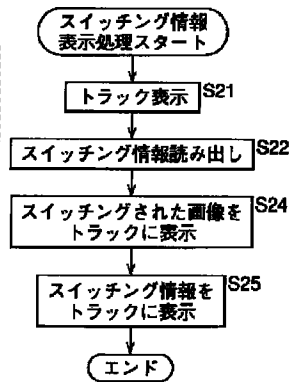 スイッチング情報
表示処理スタート
トラック表示
S21
スイッチング情報読み出し
S22
スイッチングされた画像を
トラックに表示
S24
スイッチング情報を
トラックに表示
S25
エンド